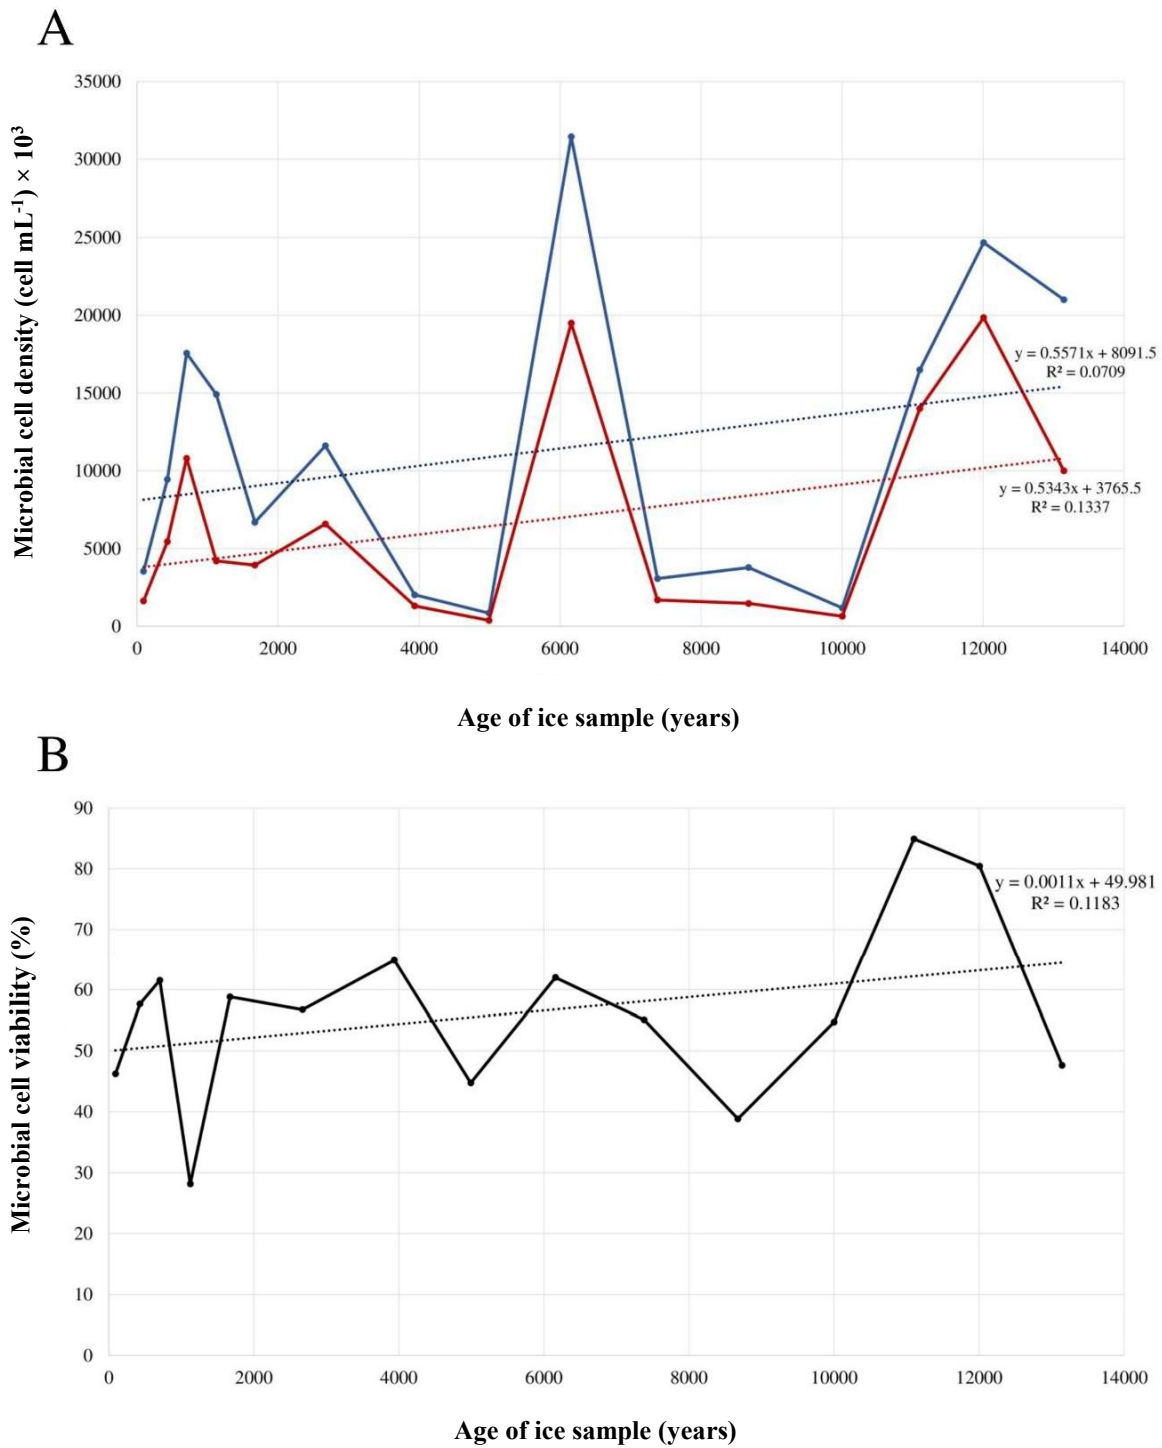 A
Microbial cell density (cell mL⁻¹) × 10³
35000
30000
25000
20000
15000
10000
5000
0
y = 0.5571x + 8091.5
R² = 0.0709
y = 0.5343x + 3765.5
R² = 0.1337
0 2000 4000 6000 8000 10000 12000 14000
Age of ice sample (years)
B
Microbial cell viability (%)
90
80
70
60
50
40
30
20
10
0
y = 0.0011x + 49.981
R² = 0.1183
0 2000 4000 6000 8000 10000 12000 14000
Age of ice sample (years)